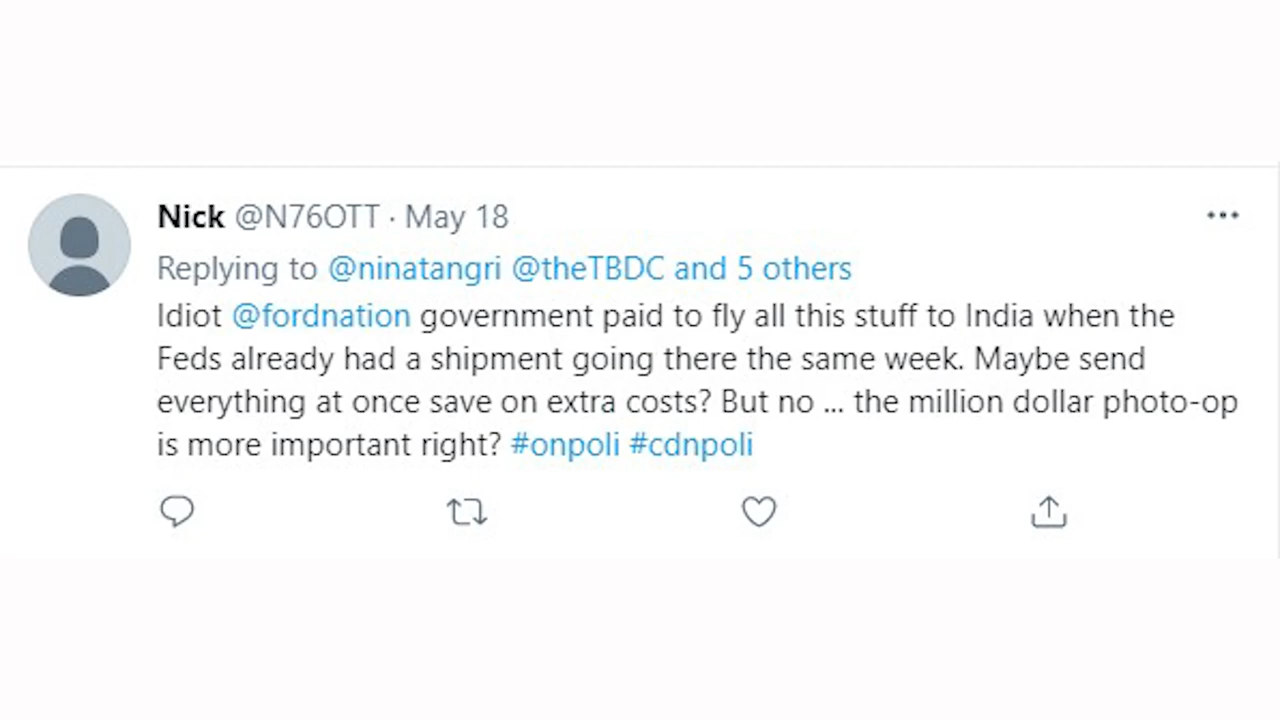 Nick @N76OTT · May 18
Replying to @ninatangri @theTBDC and 5 others
Idiot @fordnation government paid to fly all this stuff to India when the
Feds already had a shipment going there the same week. Maybe send
everything at once save on extra costs? But no ... the million dollar photo-op
is more important right? #onpoli #cdnpoli